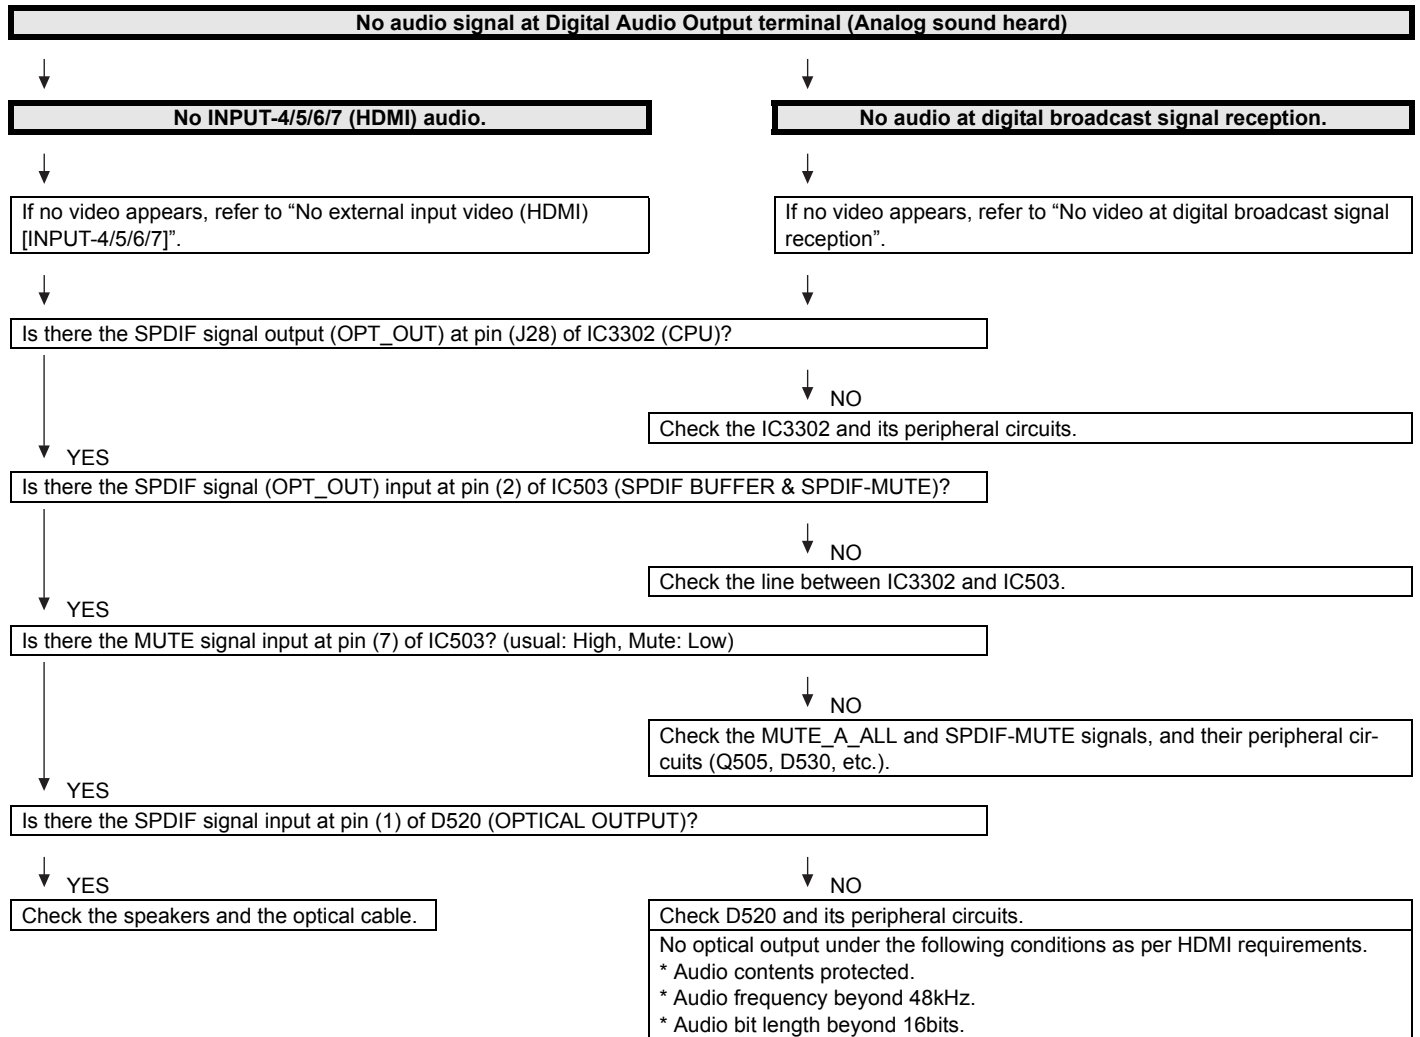 No audio signal at Digital Audio Output terminal (Analog sound heard)
No INPUT-4/5/6/7 (HDMI) audio.
No audio at digital broadcast signal reception.
If no video appears, refer to “No external input video (HDMI)
[INPUT-4/5/6/7]”.
If no video appears, refer to “No video at digital broadcast signal
reception”.
Is there the SPDIF signal output (OPT_OUT) at pin (J28) of IC3302 (CPU)?
NO
Check the IC3302 and its peripheral circuits.
YES
Is there the SPDIF signal (OPT_OUT) input at pin (2) of IC503 (SPDIF BUFFER & SPDIF-MUTE)?
NO
Check the line between IC3302 and IC503.
YES
Is there the MUTE signal input at pin (7) of IC503? (usual: High, Mute: Low)
NO
Check the MUTE_A_ALL and SPDIF-MUTE signals, and their peripheral cir-
cuits (Q505, D530, etc.).
YES
Is there the SPDIF signal input at pin (1) of D520 (OPTICAL OUTPUT)?
YES
Check the speakers and the optical cable.
NO
Check D520 and its peripheral circuits.
No optical output under the following conditions as per HDMI requirements.
* Audio contents protected.
* Audio frequency beyond 48kHz.
* Audio bit length beyond 16bits.